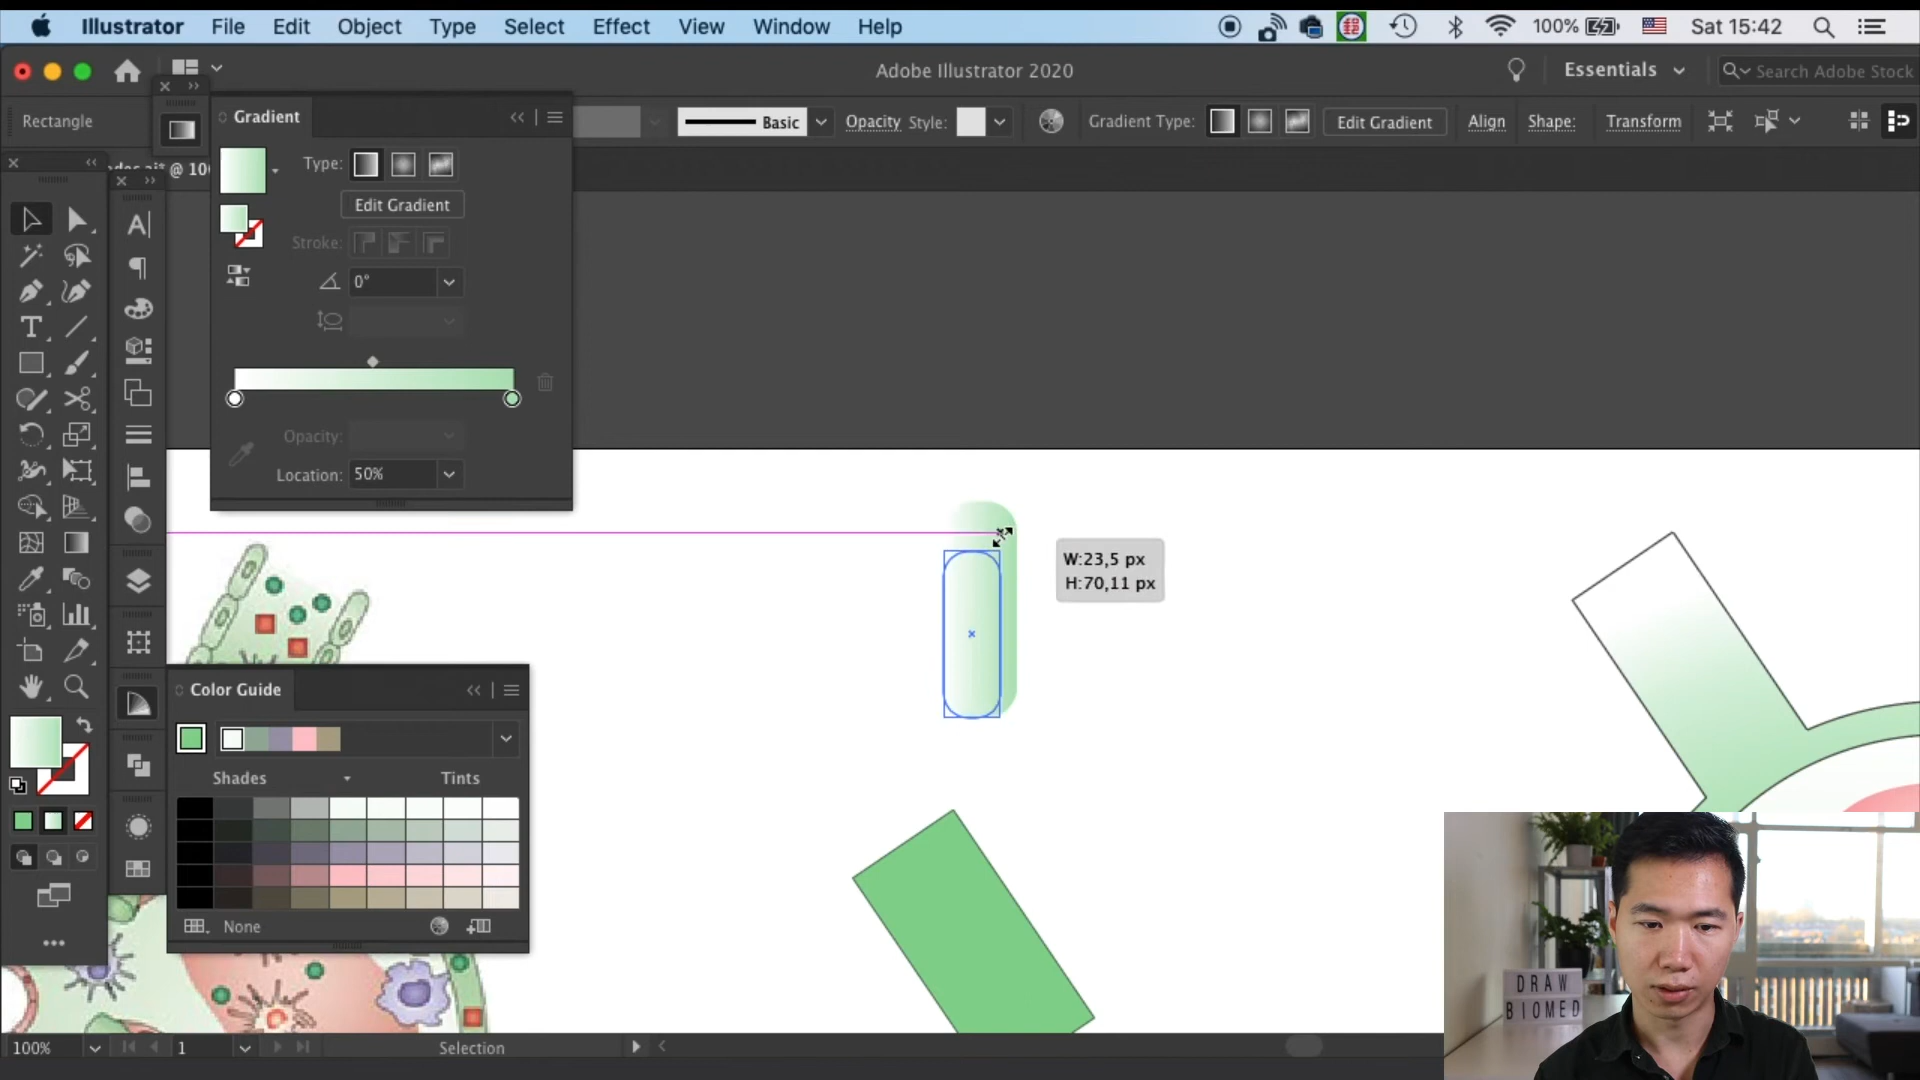 Illustrator File Edit Object Type Select Effect View Window Help
100% Sat 15:42
Adobe Illustrator 2020
Essentials
Search Adobe Stock
Rectangle
Basic
Opacity Style:
Gradient Type:
Edit Gradient
Align
Shape:
Transform
@ 10
Gradient
Type:
Edit Gradient
Stroke:
0°
Opacity:
Location: 50%
W:23,5 px
H:70,11 px
Color Guide
Shades
Tints
None
100%
1
Selection
DRAW
BIOMED